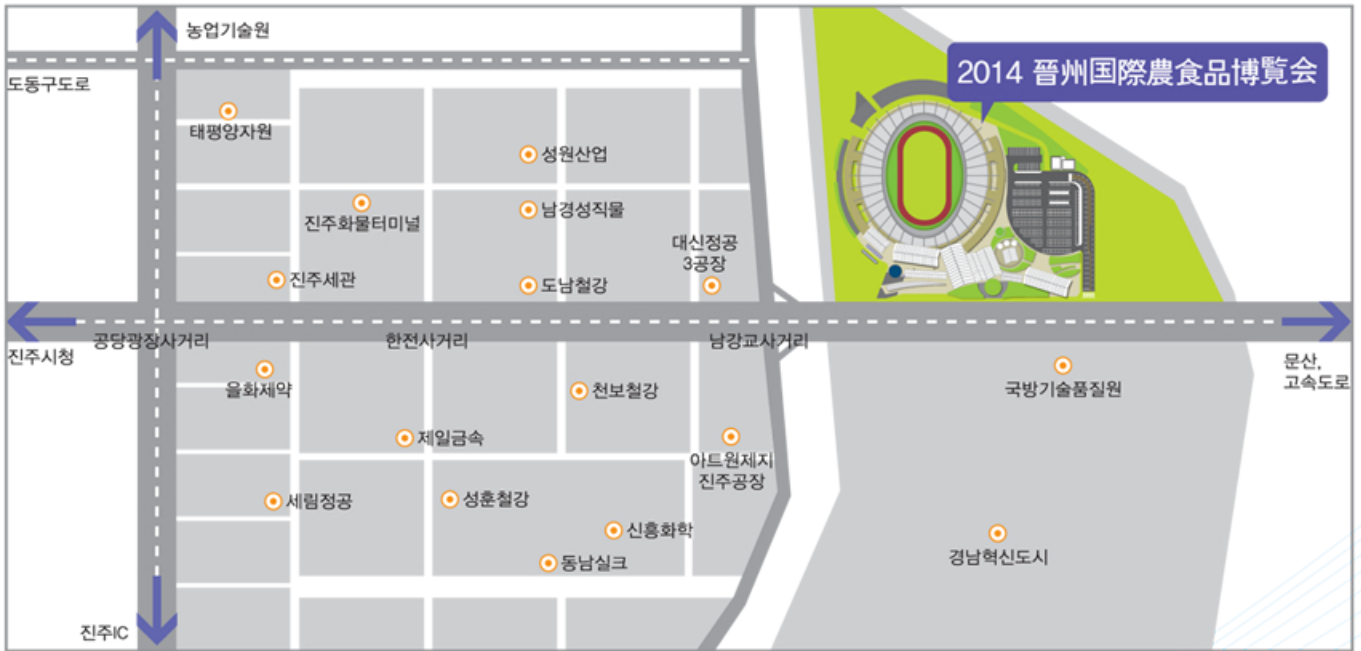 농업기술원
2014 晉州国際農食品博覧会
도동구도로
태평양자원
성원산업
진주화물터미널
남경성직물
대신정공
3공장
진주세관
도남철강
공당광장사거리
한전사거리
남강교사거리
진주시청
문산,
고속도로
을화제약
천보철강
국방기술품질원
제일금속
아트원제지
진주공장
세림정공
성훈철강
신흥화학
동남실크
경남혁신도시
진주IC